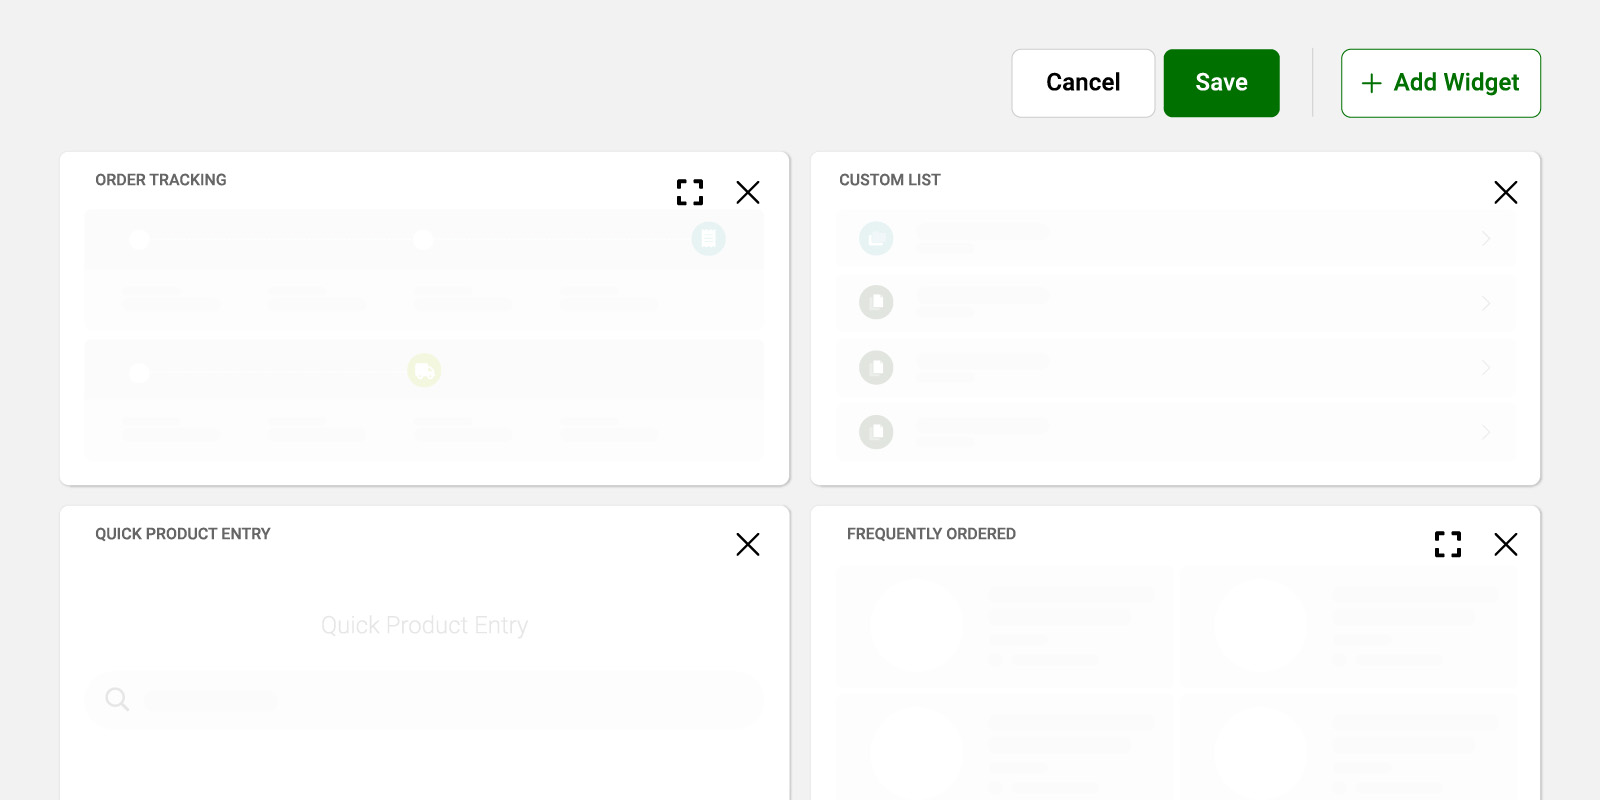 Cancel
Save
Add Widget
ORDER TRACKING
CUSTOM LIST
QUICK PRODUCT ENTRY
Quick Product Entry
FREQUENTLY ORDERED